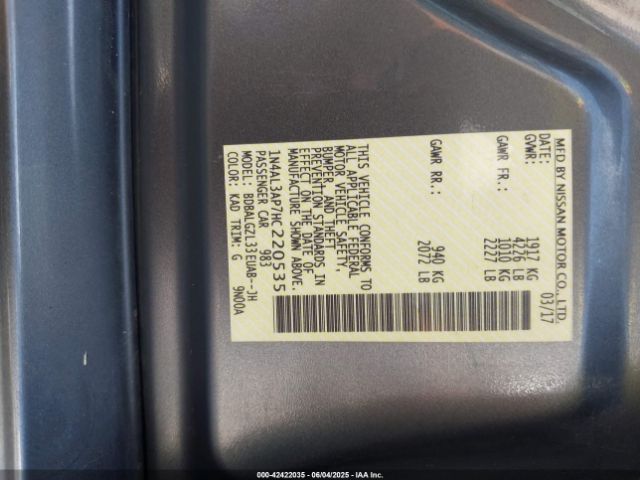 MFD BY NISSAN MOTOR CO., LTD.
DATE: 03/17
GVWR: 1917 KG
4226 LB
GAWR FR.: 1010 KG
2227 LB
GAWR RR.: 940 KG
2072 LB
THIS VEHICLE CONFORMS TO
ALL APPLICABLE FEDERAL
MOTOR VEHICLE SAFETY,
BUMPER, AND THEFT
PREVENTION STANDARDS IN
EFFECT ON THE DATE OF
MANUFACTURE SHOWN ABOVE.
1N4AL3AP7HC220535
PASSENGER CAR 983
MODEL: BDBALGZL33EUAB--JH
COLOR: KAD TRIM: G 9N00A
000-42422035 - 06/04/2025 - IAA Inc.